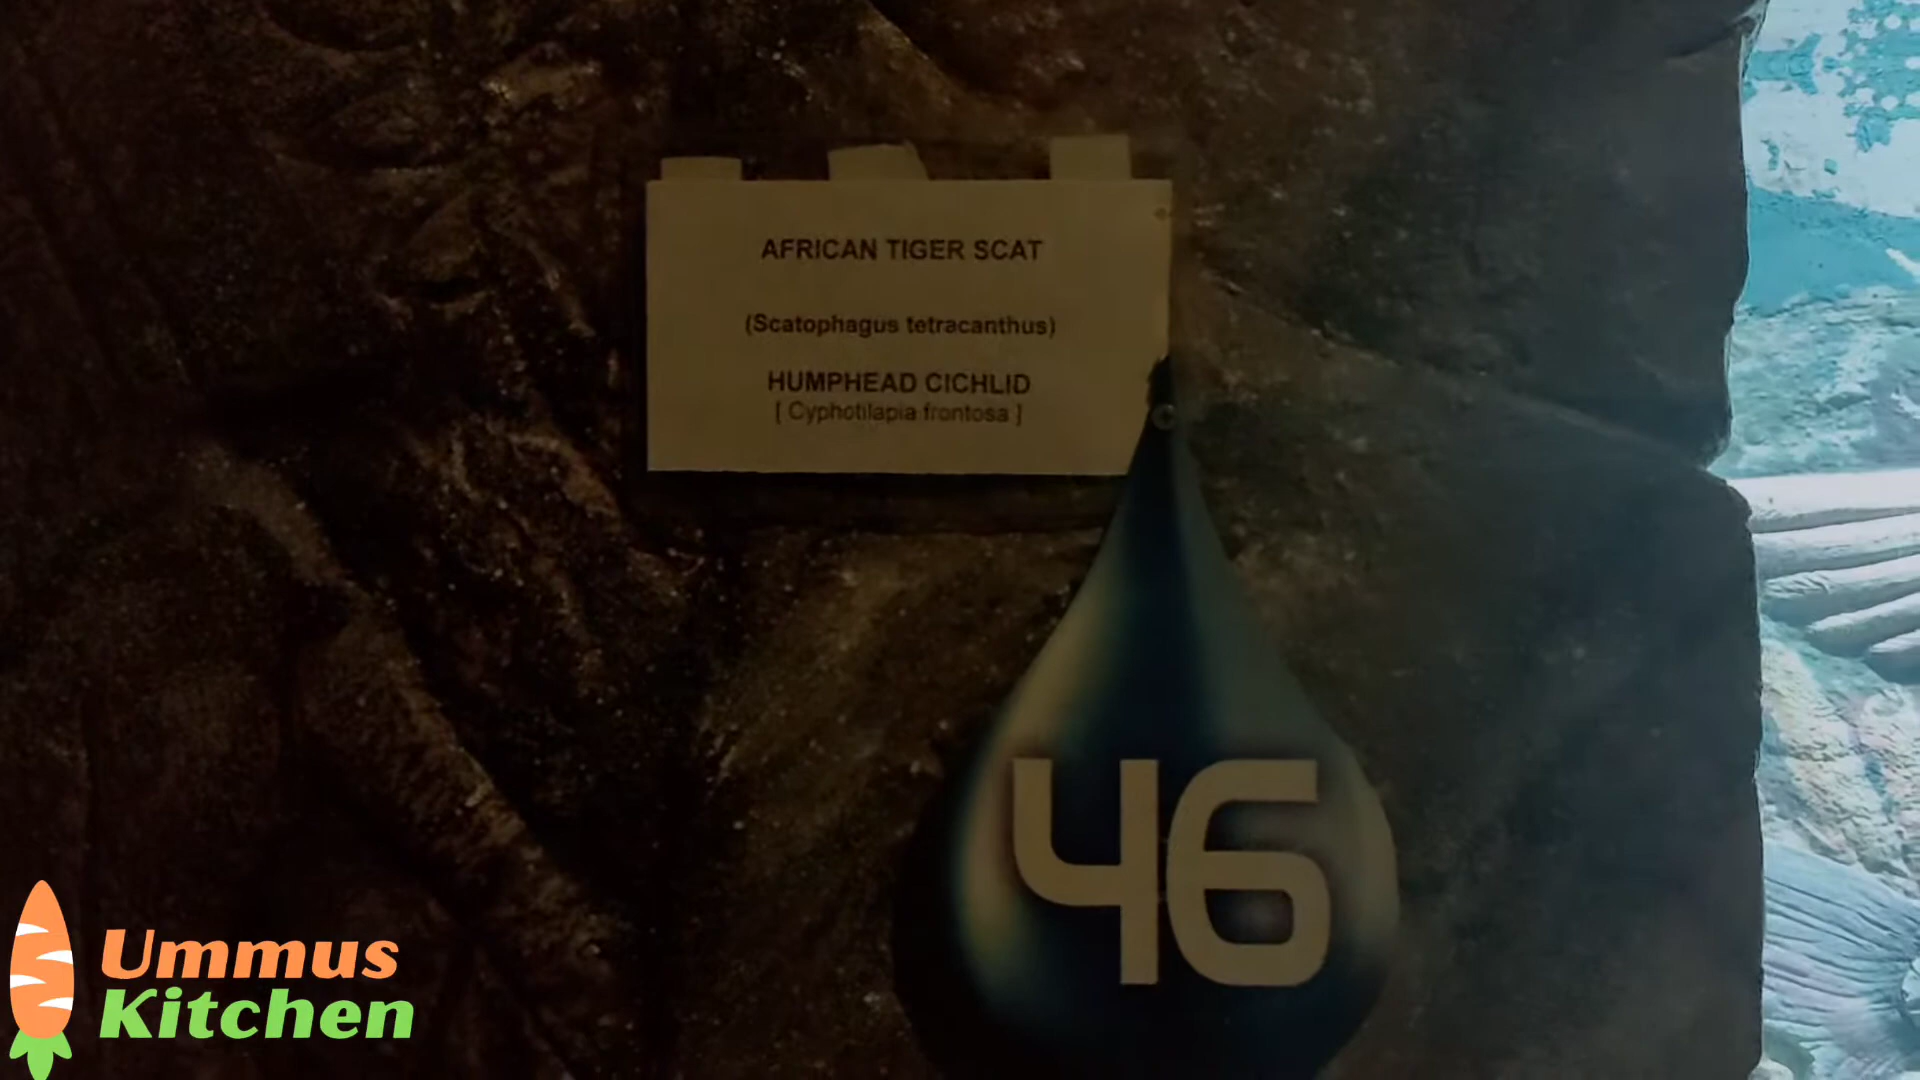 AFRICAN TIGER SCAT
(Scatophagus tetracanthus)
HUMPHEAD CICHLID
[ Cyphotilapia frontosa ]
46
Ummus
Kitchen